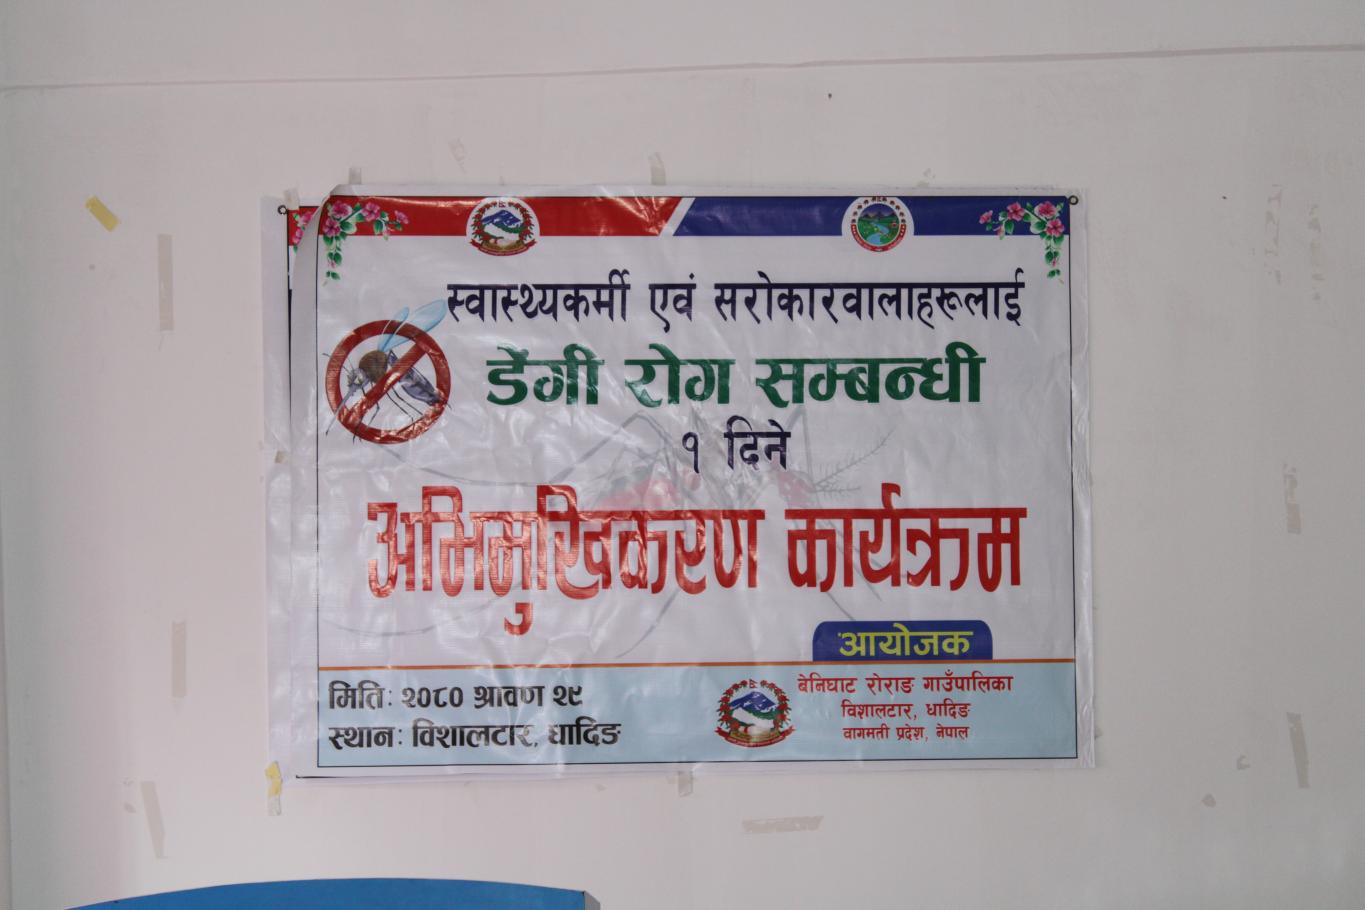 स्वास्थ्यकर्मी एवं सरोकारवालाहरूलाई
डेंगी रोग सम्बन्धी
१ दिने
अभिमुखिकरण कार्यक्रम
आयोजक
मिति: २०८० श्रावण २९
स्थान: विशालटार, धादिङ
बेनिघाट रोराङ गाउँपालिका
विशालटार, धादिङ
वागमती प्रदेश, नेपाल